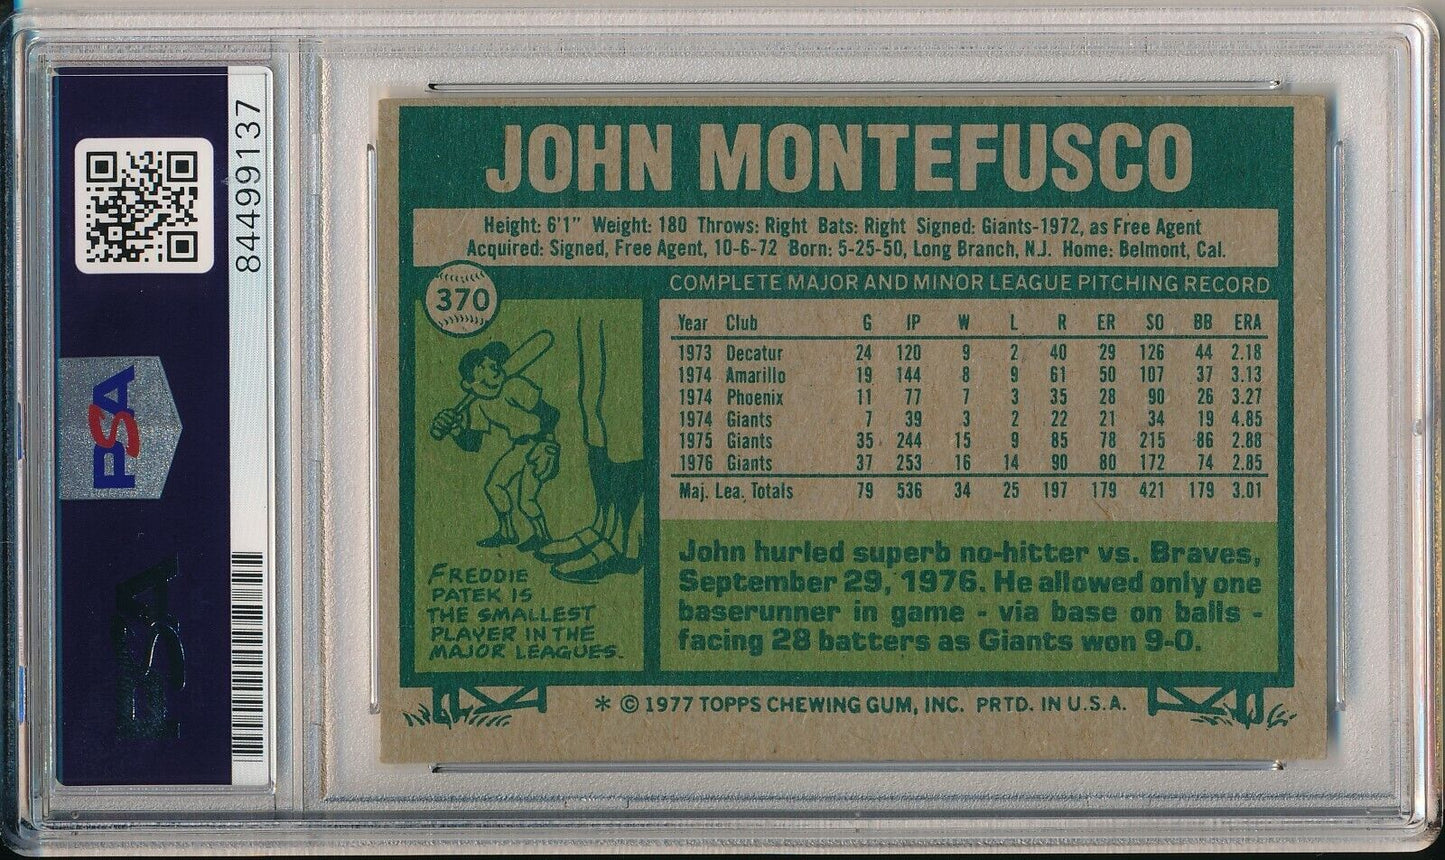 84499137
PSA
PSA
JOHN MONTEFUSCO
Height: 6'1" Weight: 180 Throws: Right Bats: Right Signed: Giants-1972, as Free Agent
Acquired: Signed, Free Agent, 10-6-72 Born: 5-25-50, Long Branch, N.J. Home: Belmont, Cal.
370
COMPLETE MAJOR AND MINOR LEAGUE PITCHING RECORD
Year Club G IP W L R ER SO BB ERA
1973 Decatur 24 120 9 2 40 29 126 44 2.18
1974 Amarillo 19 144 8 9 61 50 107 37 3.13
1974 Phoenix 11 77 7 3 35 28 90 26 3.27
1974 Giants 7 39 3 2 22 21 34 19 4.85
1975 Giants 35 244 15 9 85 78 215 86 2.88
1976 Giants 37 253 16 14 90 80 172 74 2.85
Maj. Lea. Totals 79 536 34 25 197 179 421 179 3.01
FREDDIE
PATEK IS
THE SMALLEST
PLAYER IN THE
MAJOR LEAGUES.
John hurled superb no-hitter vs. Braves,
September 29, 1976. He allowed only one
baserunner in game - via base on balls -
facing 28 batters as Giants won 9-0.
* © 1977 TOPPS CHEWING GUM, INC. PRTD. IN U.S.A.